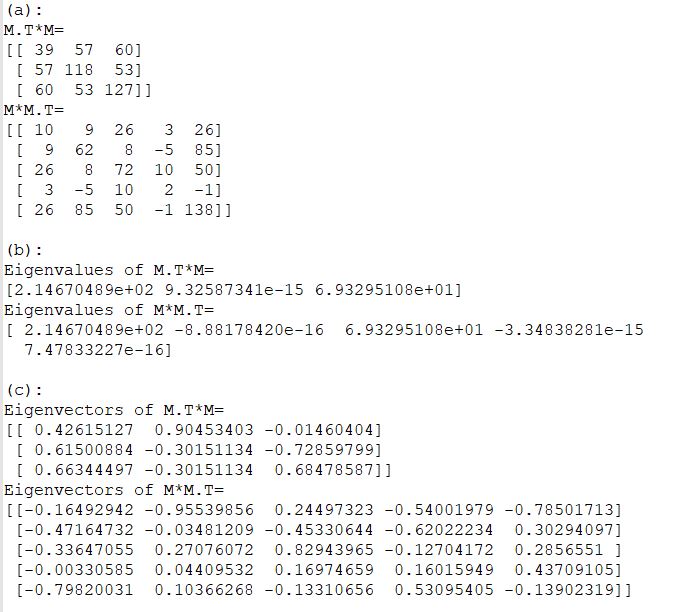 (a):
M.T*M=
[[ 39  57  60]
 [ 57 118  53]
 [ 60  53 127]]
M*M.T=
[[ 10   9  26   3  26]
 [  9  62   8  -5  85]
 [ 26   8  72  10  50]
 [  3  -5  10   2  -1]
 [ 26  85  50  -1 138]]
(b):
Eigenvalues of M.T*M=
[2.14670489e+02 9.32587341e-15 6.93295108e+01]
Eigenvalues of M*M.T=
[ 2.14670489e+02 -8.88178420e-16  6.93295108e+01 -3.34838281e-15
  7.47833227e-16]
(c):
Eigenvectors of M.T*M=
[[ 0.42615127  0.90453403 -0.01460404]
 [ 0.61500884 -0.30151134 -0.72859799]
 [ 0.66344497 -0.30151134  0.68478587]]
Eigenvectors of M*M.T=
[[-0.16492942 -0.95539856  0.24497323 -0.54001979 -0.78501713]
 [-0.47164732 -0.03481209 -0.45330644 -0.62022234  0.30294097]
 [-0.33647055  0.27076072  0.82943965 -0.12704172  0.2856551 ]
 [-0.00330585  0.04409532  0.16974659  0.16015949  0.43709105]
 [-0.79820031  0.10366268 -0.13310656  0.53095405 -0.13902319]]